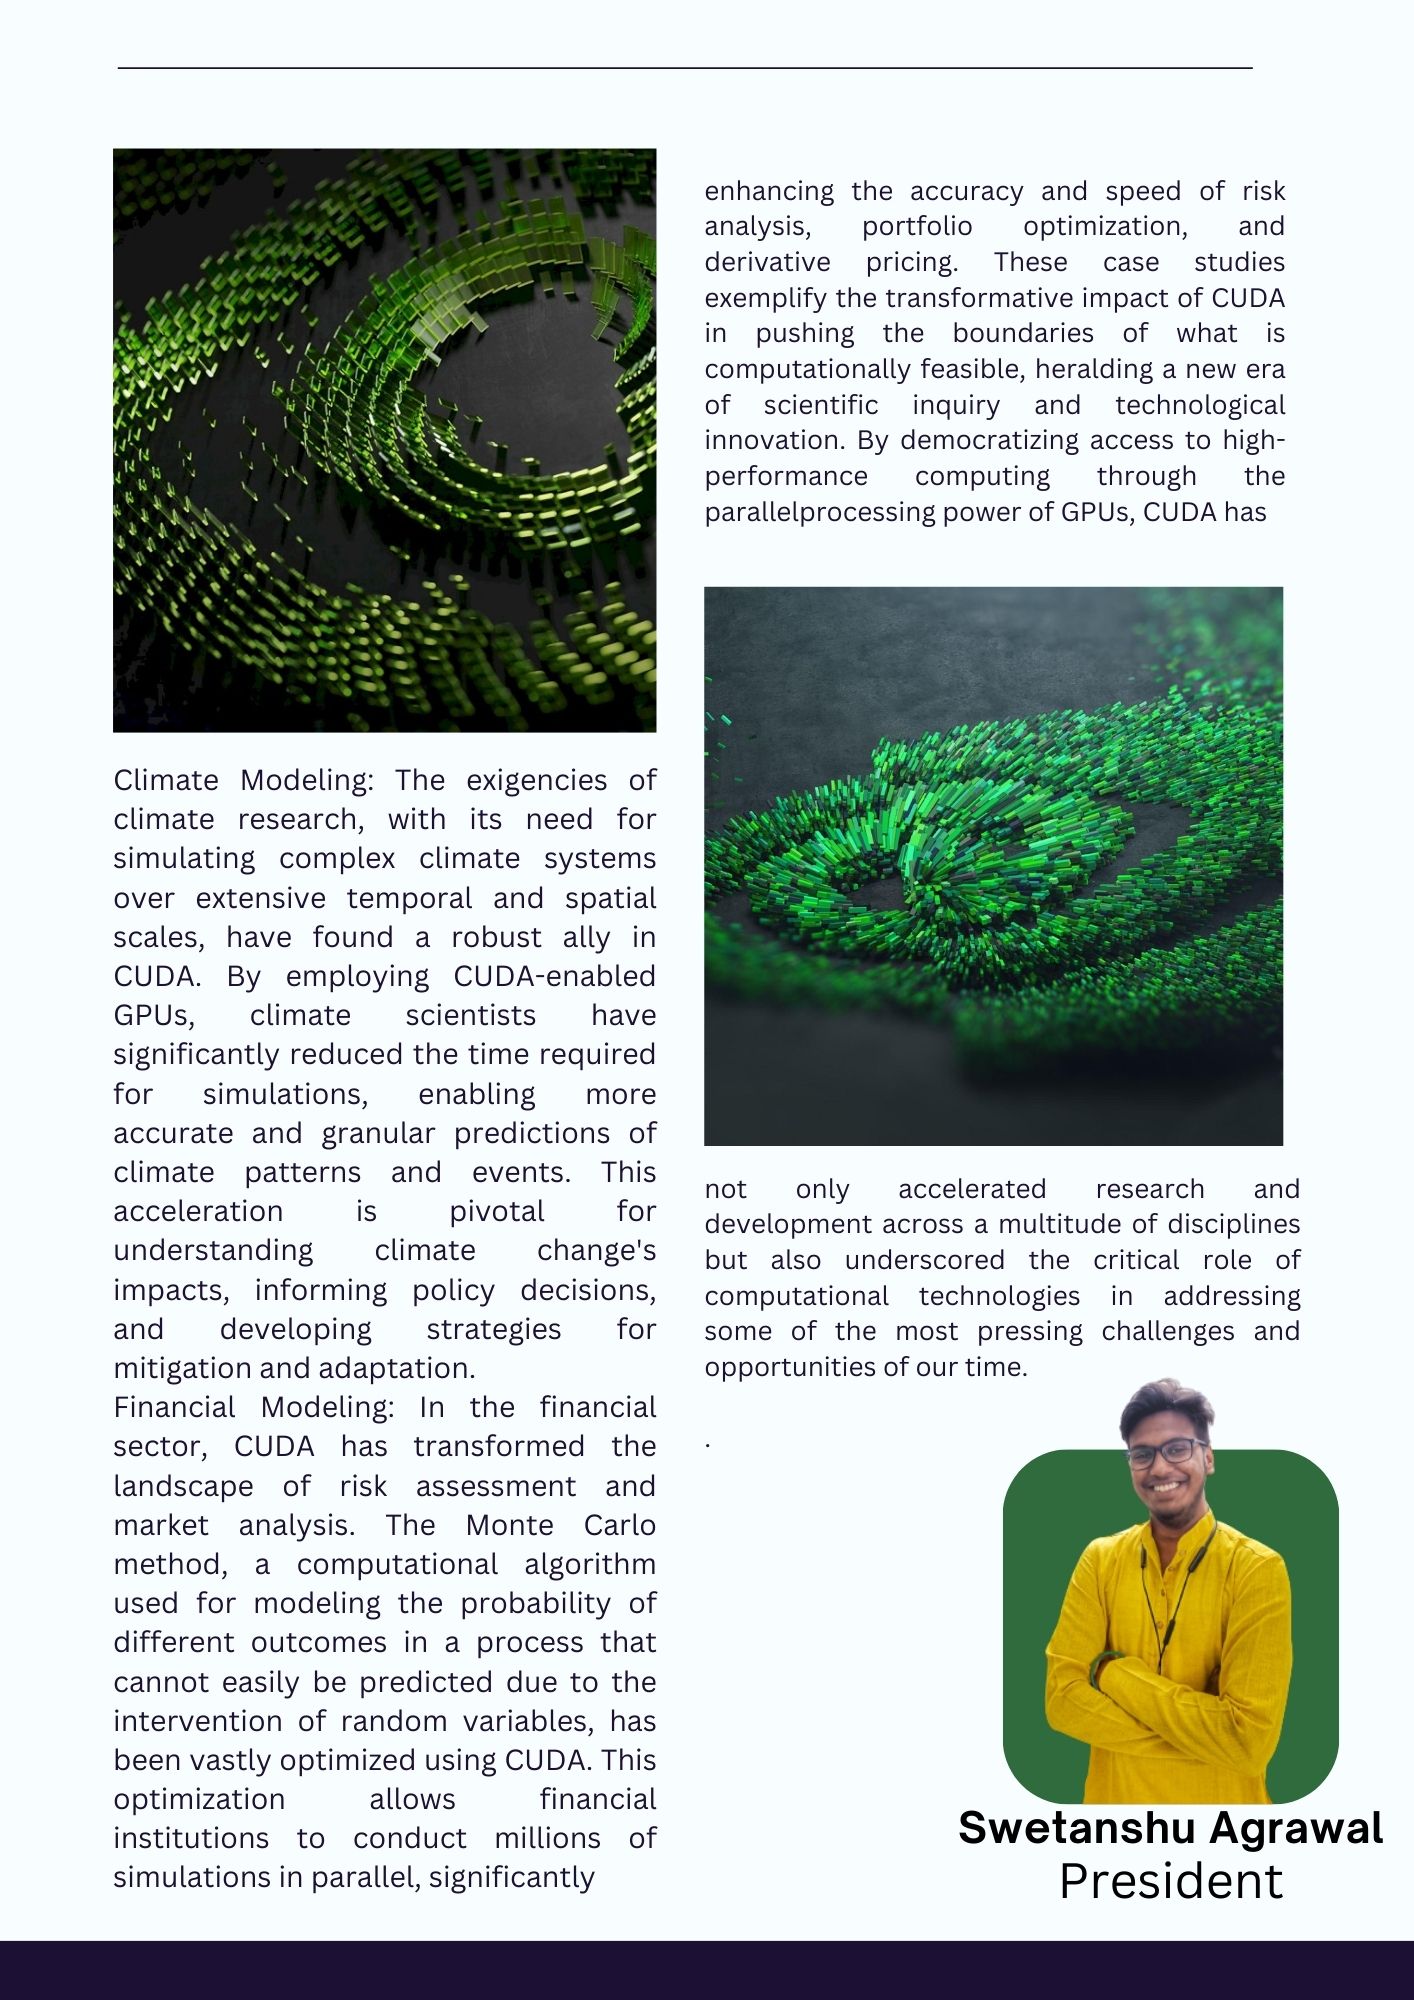 Climate Modeling: The exigencies of
climate research, with its need for
simulating complex climate systems
over extensive temporal and spatial
scales, have found a robust ally in
CUDA. By employing CUDA-enabled
GPUs, climate scientists have
significantly reduced the time required
for simulations, enabling more
accurate and granular predictions of
climate patterns and events. This
acceleration is pivotal for
understanding climate change's
impacts, informing policy decisions,
and developing strategies for
mitigation and adaptation.
Financial Modeling: In the financial
sector, CUDA has transformed the
landscape of risk assessment and
market analysis. The Monte Carlo
method, a computational algorithm
used for modeling the probability of
different outcomes in a process that
cannot easily be predicted due to the
intervention of random variables, has
been vastly optimized using CUDA. This
optimization allows financial
institutions to conduct millions of
simulations in parallel, significantly
enhancing the accuracy and speed of risk
analysis, portfolio optimization, and
derivative pricing. These case studies
exemplify the transformative impact of CUDA
in pushing the boundaries of what is
computationally feasible, heralding a new era
of scientific inquiry and technological
innovation. By democratizing access to high-
performance computing through the
parallelprocessing power of GPUs, CUDA has
not only accelerated research and
development across a multitude of disciplines
but also underscored the critical role of
computational technologies in addressing
some of the most pressing challenges and
opportunities of our time.
.
Swetanshu Agrawal
President